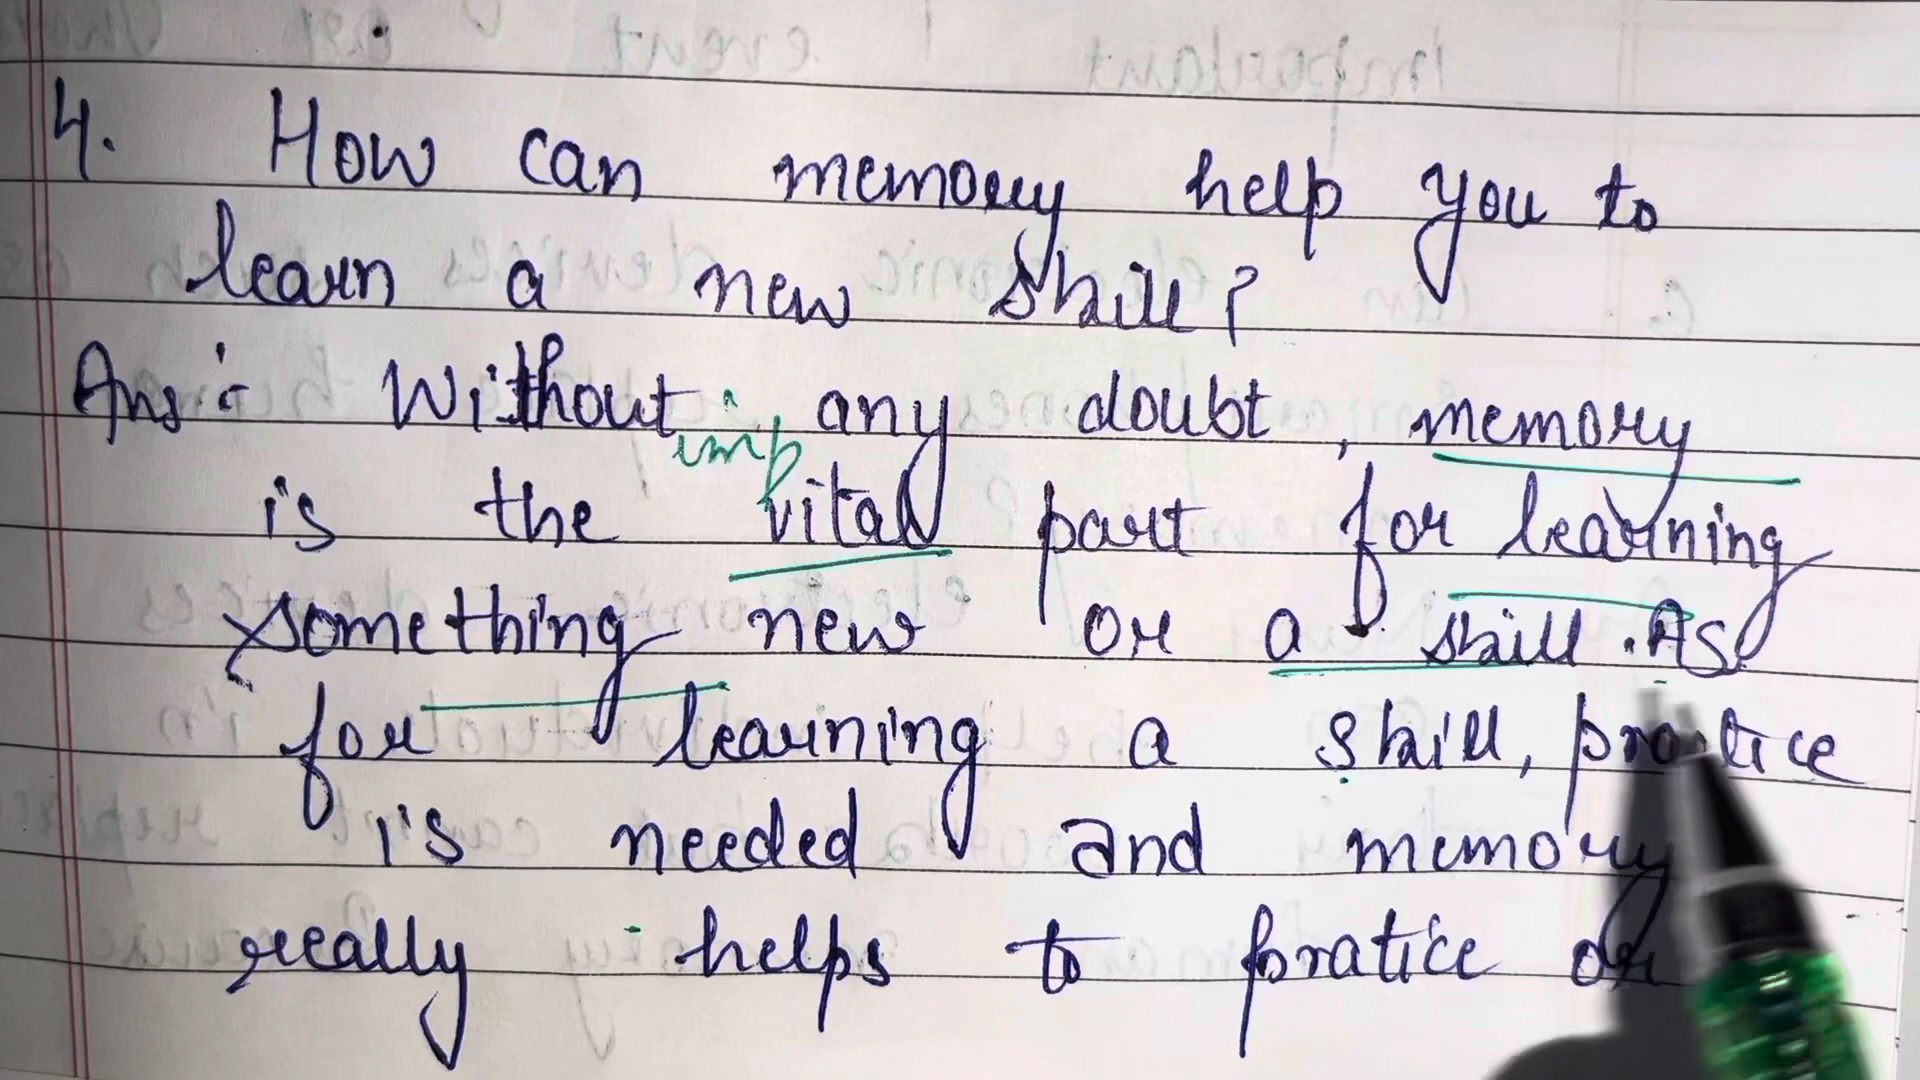 4. How can memory help you to
learn a new skill?
Ans:- Without any doubt, memory
imp
is the vital part for learning
something new or a skill. As
for learning a skill, practice
is needed and memory
really helps to pratice or